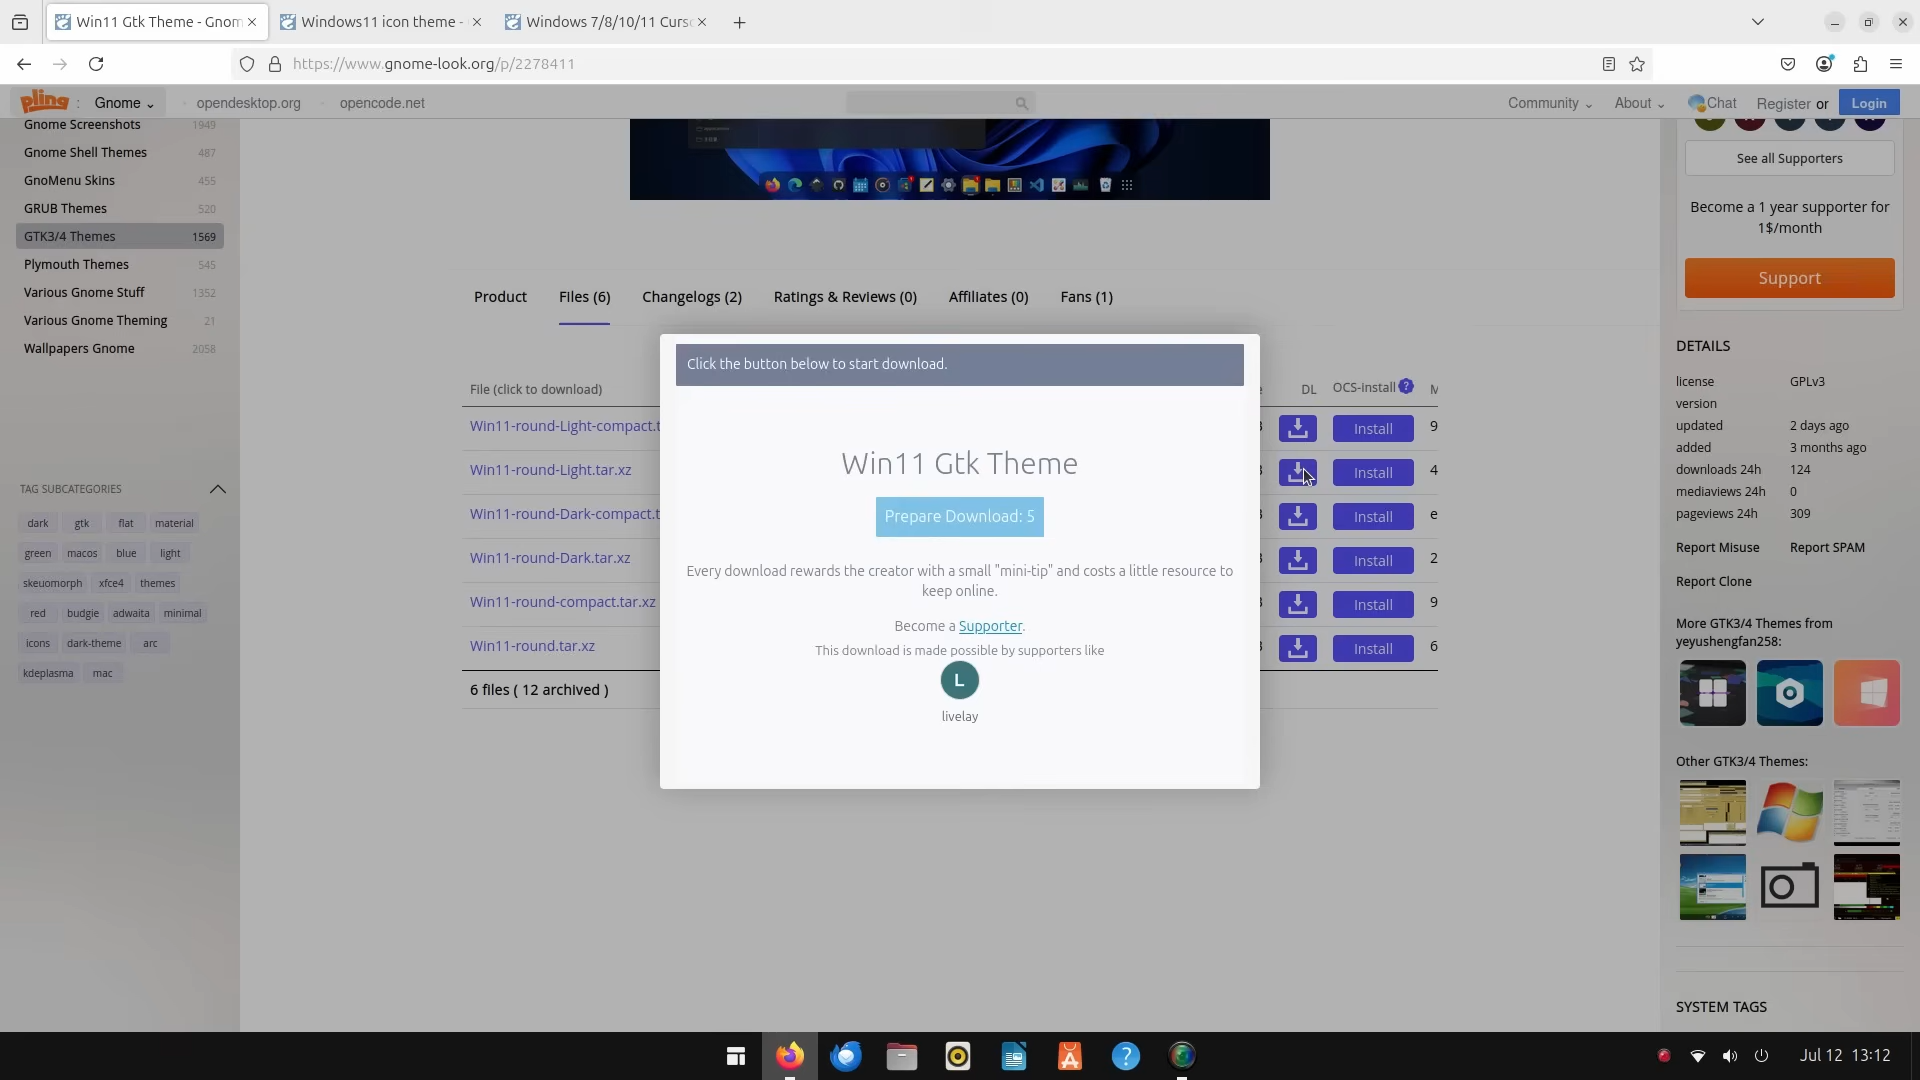 Win11 Gtk Theme - Gnom
Windows11 icon theme -
Windows 7/8/10/11 Curs
https://www.gnome-look.org/p/2278411
pling : Gnome
opendesktop.org
opencode.net
Community
About
Chat
Register or Login
Gnome Screenshots 1949
Gnome Shell Themes 487
GnoMenu Skins 455
GRUB Themes 520
GTK3/4 Themes 1569
Plymouth Themes 545
Various Gnome Stuff 1352
Various Gnome Theming 21
Wallpapers Gnome 2058
TAG SUBCATEGORIES
dark gtk flat material
green macos blue light
skeuomorph xfce4 themes
red budgie adwaita minimal
icons dark-theme arc
kdeplasma mac
Product Files (6) Changelogs (2) Ratings & Reviews (0) Affiliates (0) Fans (1)
File (click to download) DL OCS-install ? M
Win11-round-Light-compact.t Install 9
Win11-round-Light.tar.xz Install 4
Win11-round-Dark-compact.t Install e
Win11-round-Dark.tar.xz Install 2
Win11-round-compact.tar.xz Install 9
Win11-round.tar.xz Install 6
6 files ( 12 archived )
Click the button below to start download.
Win11 Gtk Theme
Prepare Download: 5
Every download rewards the creator with a small "mini-tip" and costs a little resource to
keep online.
Become a Supporter.
This download is made possible by supporters like
L
livelay
See all Supporters
Become a 1 year supporter for
1$/month
Support
DETAILS
license GPLv3
version
updated 2 days ago
added 3 months ago
downloads 24h 124
mediaviews 24h 0
pageviews 24h 309
Report Misuse Report SPAM
Report Clone
More GTK3/4 Themes from
yeyushengfan258:
Other GTK3/4 Themes:
SYSTEM TAGS
Jul 12 13:12